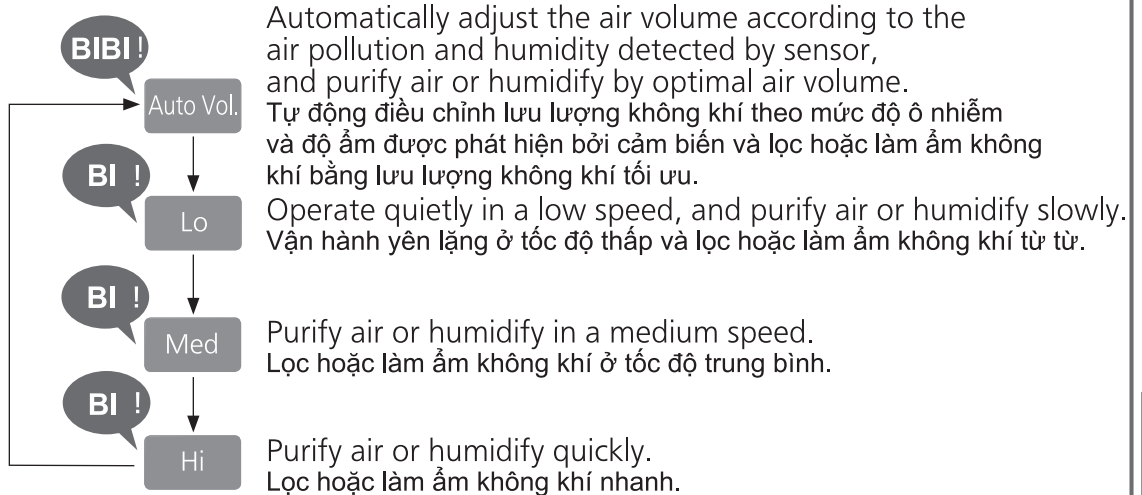 BIBI !
Automatically adjust the air volume according to the
air pollution and humidity detected by sensor,
and purify air or humidify by optimal air volume.
Auto Vol.
Tự động điều chỉnh lưu lượng không khí theo mức độ ô nhiễm
và độ ẩm được phát hiện bởi cảm biến và lọc hoặc làm ẩm không
khí bằng lưu lượng không khí tối ưu.
BI !
Lo
Operate quietly in a low speed, and purify air or humidify slowly.
Vận hành yên lặng ở tốc độ thấp và lọc hoặc làm ẩm không khí từ từ.
BI !
Med
Purify air or humidify in a medium speed.
Lọc hoặc làm ẩm không khí ở tốc độ trung bình.
BI !
Hi
Purify air or humidify quickly.
Lọc hoặc làm ẩm không khí nhanh.